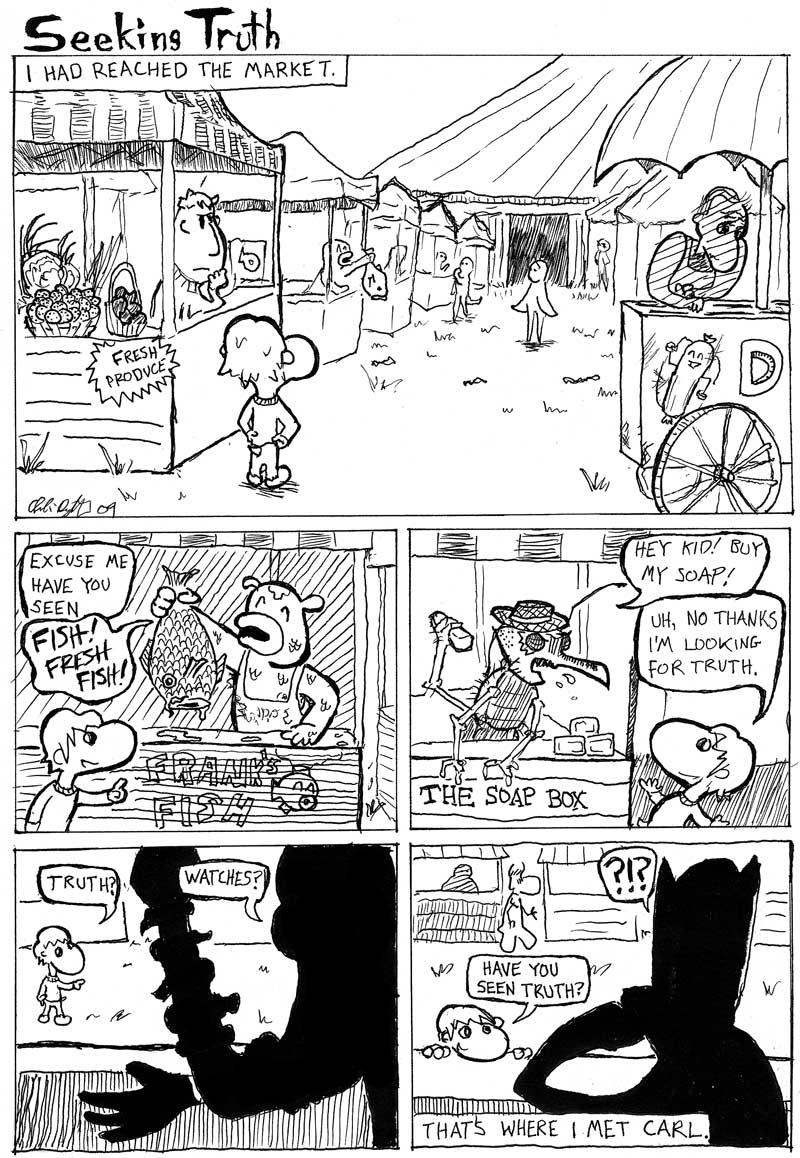 Seeking Truth
I HAD REACHED THE MARKET.
FRESH
PRODUCE
D
09
EXCUSE ME
HAVE YOU
SEEN
FISH!
FRESH
FISH!
FRANK'S
FISH
HEY KID! BUY
MY SOAP!
UH, NO THANKS
I'M LOOKING
FOR TRUTH.
THE SOAP BOX
TRUTH?
WATCHES?
?!?
HAVE YOU
SEEN TRUTH?
THAT'S WHERE I MET CARL.